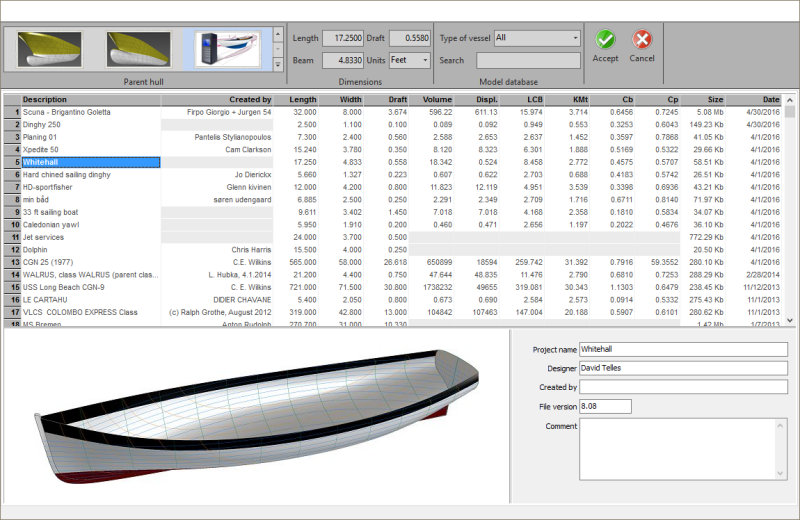 Length 17.2500 Draft 0.5580 Type of vessel All
Beam 4.8330 Units Feet Search
Accept Cancel
Parent hull Dimensions Model database
Description Created by Length Width Draft Volume Displ. LCB KMt Cb Cp Size Date
1 Scuna - Brigantino Goletta Firpo Giorgio + Jurgen 54 32.000 8.000 3.674 596.22 611.13 15.974 3.714 0.6456 0.7245 5.08 Mb 4/30/2016
2 Dinghy 250 2.500 1.100 0.100 0.089 0.092 0.949 0.553 0.3253 0.6043 149.23 Kb 4/30/2016
3 Planing 01 Pantelis Stylianopoulos 7.300 2.400 0.560 2.588 2.653 2.637 1.452 0.3597 0.7868 41.05 Kb 4/1/2016
4 Xpedite 50 Cam Clarkson 15.240 3.780 0.350 8.120 8.323 6.301 1.888 0.5169 0.5322 29.66 Kb 4/1/2016
5 Whitehall 17.250 4.833 0.558 18.342 0.524 8.458 2.772 0.4575 0.5707 58.51 Kb 4/1/2016
6 Hard chined sailing dinghy Jo Dierickx 5.660 1.327 0.223 0.607 0.622 2.703 0.688 0.4183 0.5742 26.51 Kb 4/1/2016
7 HD-sportfisher Glenn kivinen 12.000 4.200 0.800 11.823 12.119 4.951 3.539 0.3398 0.6936 43.21 Kb 4/1/2016
8 min båd søren udengaard 6.885 2.500 0.250 2.291 2.349 2.709 1.716 0.6711 0.8140 71.97 Kb 4/1/2016
9 33 ft sailing boat 9.611 3.402 1.450 7.018 7.018 4.168 2.358 0.1810 0.5834 34.07 Kb 4/1/2016
10 Caledonian yawl 5.950 1.910 0.200 0.460 0.471 2.656 1.197 0.2022 0.4676 36.10 Kb 4/1/2016
11 Jet services 24.000 3.700 0.500 772.29 Kb 4/1/2016
12 Dolphin Chris Harris 15.500 4.000 0.250 20.50 Kb 4/1/2016
13 CGN 25 (1977) C.E. Wilkins 565.000 58.000 26.618 650899 18594 259.742 31.392 0.7916 59.3552 280.10 Kb 4/1/2016
14 WALRUS, class WALRUS (parent clas... L. Hubka, 4.1.2014 21.200 4.400 0.750 47.644 48.835 11.476 2.790 0.6810 0.7253 288.29 Kb 2/28/2014
15 USS Long Beach CGN-9 C. E. Wilkins 721.000 71.500 30.800 1738232 49655 319.081 30.343 1.1303 0.6479 238.45 Kb 11/12/2013
16 LE CARTAHU DIDIER CHAVANE 5.400 2.050 0.800 0.673 0.690 2.584 2.573 0.0914 0.5332 275.43 Kb 11/1/2013
17 VLCS COLOMBO EXPRESS Class (c) Ralph Grothe, August 2012 319.000 42.800 13.000 104842 107463 147.004 20.188 0.5907 0.6101 280.62 Kb 11/1/2013
18 MS Bremen Anton Rudolph 270.700 31.000 10.330 1.42 Mb 1/7/2013
Project name Whitehall
Designer David Telles
Created by
File version 8.08
Comment